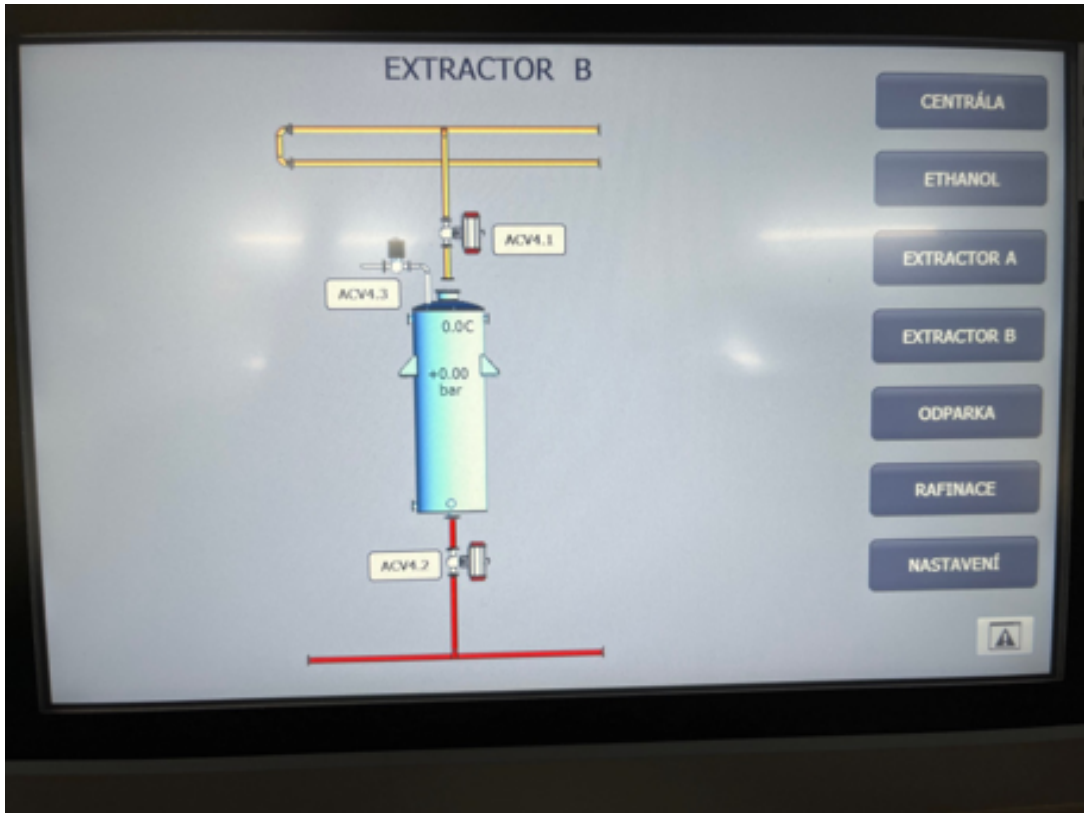 EXTRACTOR B
CENTRÁLA
ETHANOL
ACV4.1
EXTRACTOR A
ACV4.3
0.0C
EXTRACTOR B
+0.00
bar
ODPARKA
RAFINACE
ACV4.2
NASTAVENÍ